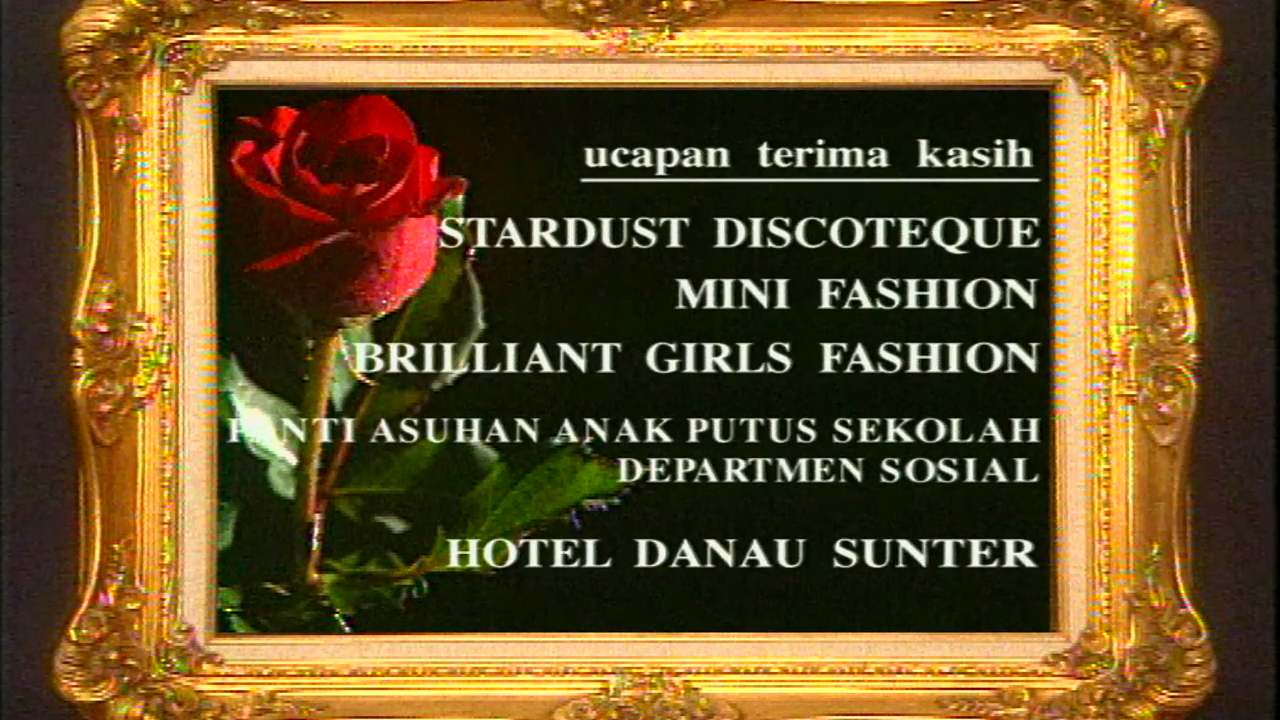 ucapan terima kasih
STARDUST DISCOTEQUE
MINI FASHION
BRILLIANT GIRLS FASHION
PANTI ASUHAN ANAK PUTUS SEKOLAH
DEPARTMEN SOSIAL
HOTEL DANAU SUNTER